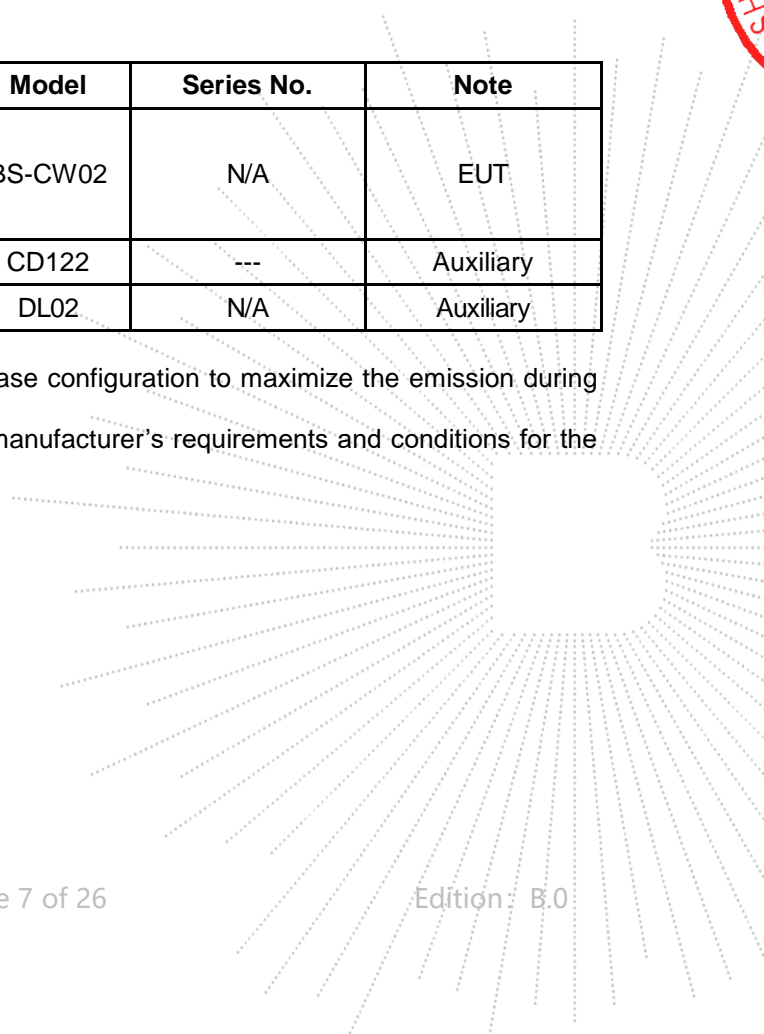 Model Series No. Note
BS-CW02 N/A EUT
CD122 --- Auxiliary
DL02 N/A Auxiliary
configuration to maximize the emission during
manufacturer's requirements and conditions for the
7 of 26 Edition: B.0